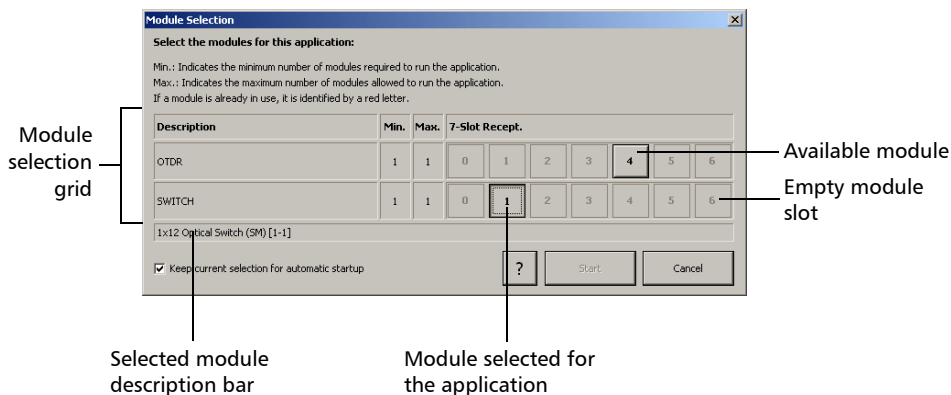 Module Selection
Select the modules for this application:
Min.: Indicates the minimum number of modules required to run the application.
Max.: Indicates the maximum number of modules allowed to run the application.
If a module is already in use, it is identified by a red letter.
Description Min. Max. 7-Slot Recept.
OTDR 1 1 0 1 2 3 4 5 6
SWITCH 1 1 0 1 2 3 4 5 6
1x12 Optical Switch (SM) [1-1]
Keep current selection for automatic startup
? Start Cancel
Module
selection
grid
Available module
Empty module
slot
Selected module
description bar
Module selected for
the application